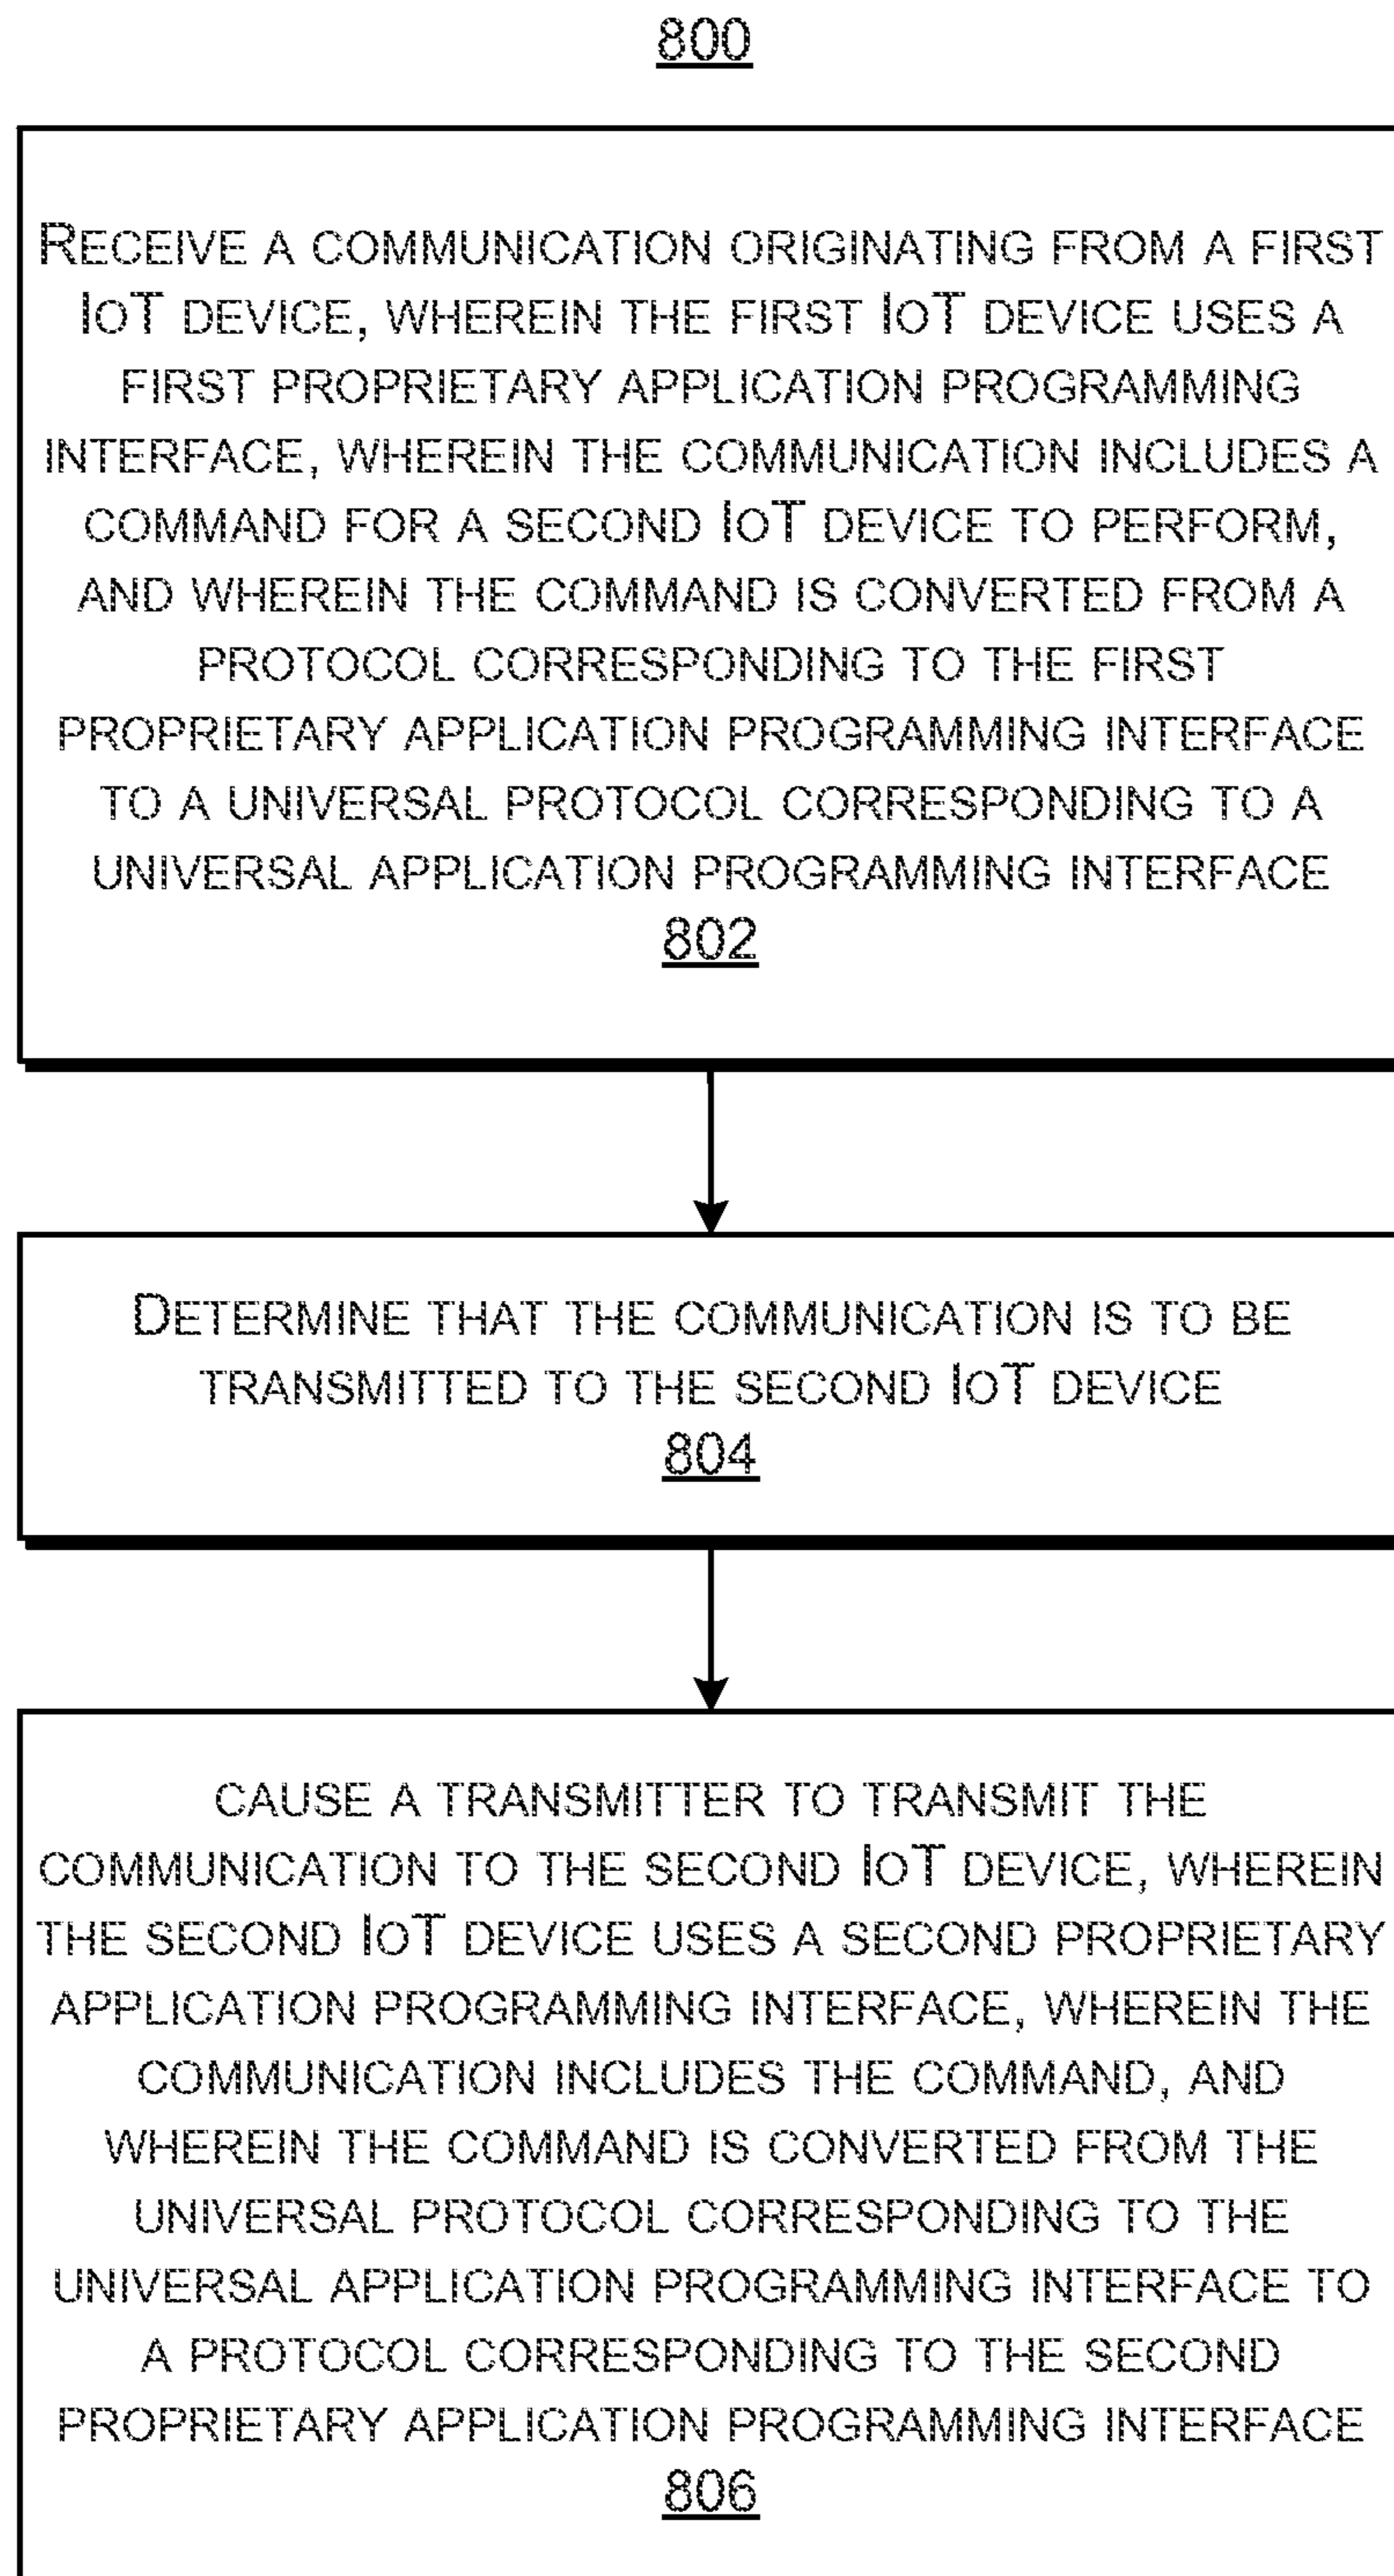 800
RECEIVE A COMMUNICATION ORIGINATING FROM A FIRST
IOT DEVICE, WHEREIN THE FIRST IOT DEVICE USES A
FIRST PROPRIETARY APPLICATION PROGRAMMING
INTERFACE, WHEREIN THE COMMUNICATION INCLUDES A
COMMAND FOR A SECOND IOT DEVICE TO PERFORM,
AND WHEREIN THE COMMAND IS CONVERTED FROM A
PROTOCOL CORRESPONDING TO THE FIRST
PROPRIETARY APPLICATION PROGRAMMING INTERFACE
TO A UNIVERSAL PROTOCOL CORRESPONDING TO A
UNIVERSAL APPLICATION PROGRAMMING INTERFACE
802
DETERMINE THAT THE COMMUNICATION IS TO BE
TRANSMITTED TO THE SECOND IOT DEVICE
804
CAUSE A TRANSMITTER TO TRANSMIT THE
COMMUNICATION TO THE SECOND IOT DEVICE, WHEREIN
THE SECOND IOT DEVICE USES A SECOND PROPRIETARY
APPLICATION PROGRAMMING INTERFACE, WHEREIN THE
COMMUNICATION INCLUDES THE COMMAND, AND
WHEREIN THE COMMAND IS CONVERTED FROM THE
UNIVERSAL PROTOCOL CORRESPONDING TO THE
UNIVERSAL APPLICATION PROGRAMMING INTERFACE TO
A PROTOCOL CORRESPONDING TO THE SECOND
PROPRIETARY APPLICATION PROGRAMMING INTERFACE
806